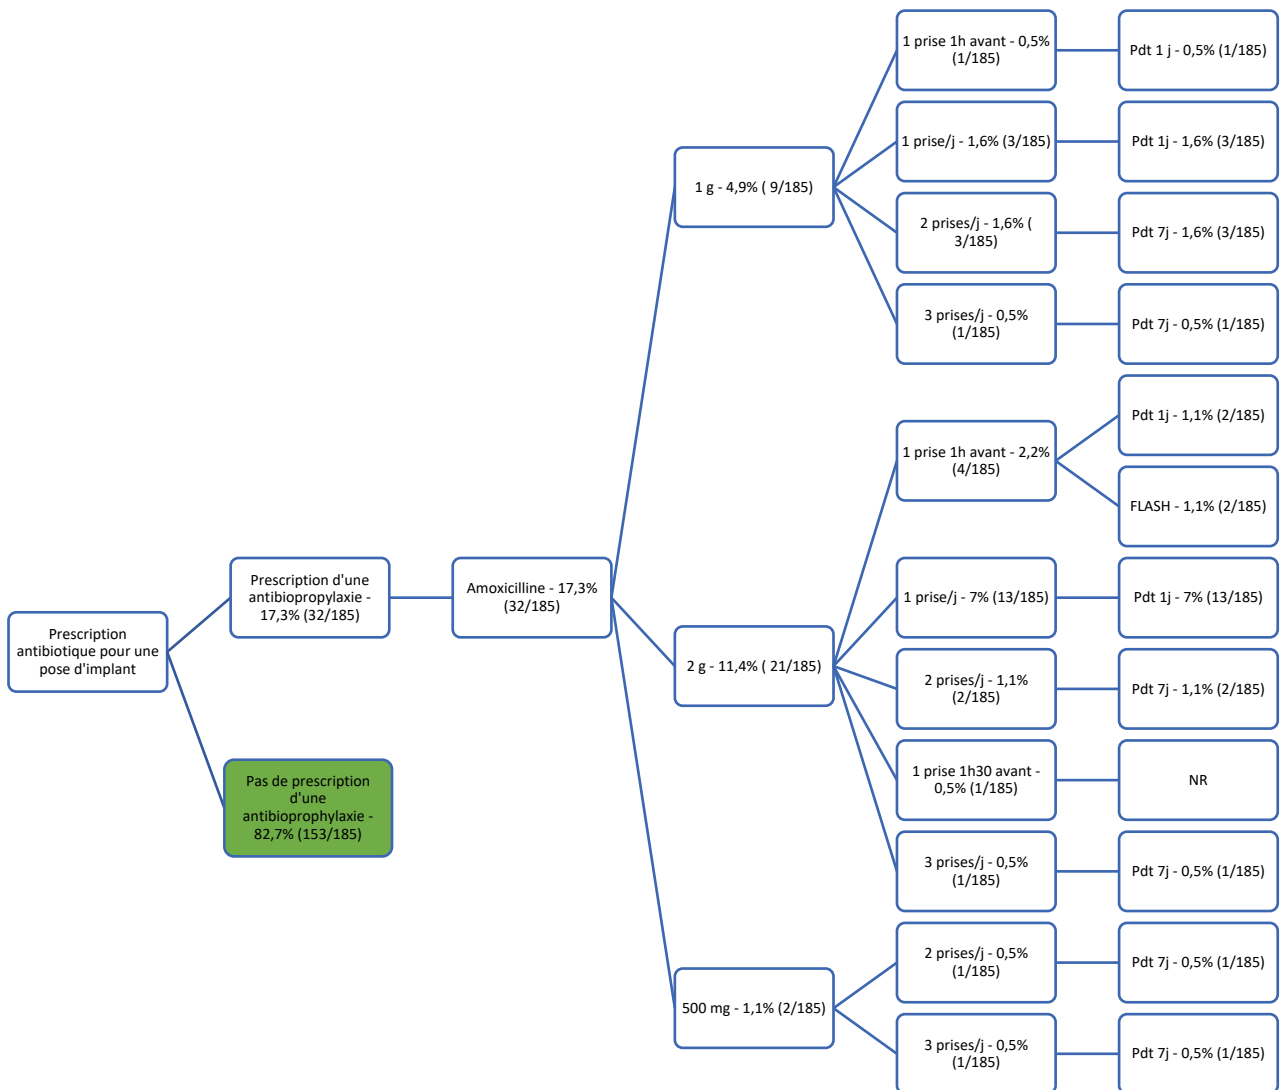 Prescription
antibiotique pour une
pose d'implant
Prescription d'une
antibiopropylaxie -
17,3% (32/185)
Pas de prescription
d'une
antibioprophylaxie -
82,7% (153/185)
Amoxicilline - 17,3%
(32/185)
1 g - 4,9% ( 9/185)
1 prise 1h avant - 0,5%
(1/185)
Pdt 1 j - 0,5% (1/185)
1 prise/j - 1,6% (3/185)
Pdt 1j - 1,6% (3/185)
2 prises/j - 1,6% (
3/185)
Pdt 7j - 1,6% (3/185)
3 prises/j - 0,5%
(1/185)
Pdt 7j - 0,5% (1/185)
2 g - 11,4% ( 21/185)
1 prise 1h avant - 2,2%
(4/185)
Pdt 1j - 1,1% (2/185)
FLASH - 1,1% (2/185)
1 prise/j - 7% (13/185)
Pdt 1j - 7% (13/185)
2 prises/j - 1,1%
(2/185)
Pdt 7j - 1,1% (2/185)
1 prise 1h30 avant -
0,5% (1/185)
NR
3 prises/j - 0,5%
(1/185)
Pdt 7j - 0,5% (1/185)
500 mg - 1,1% (2/185)
2 prises/j - 0,5%
(1/185)
Pdt 7j - 0,5% (1/185)
3 prises/j - 0,5%
(1/185)
Pdt 7j - 0,5% (1/185)